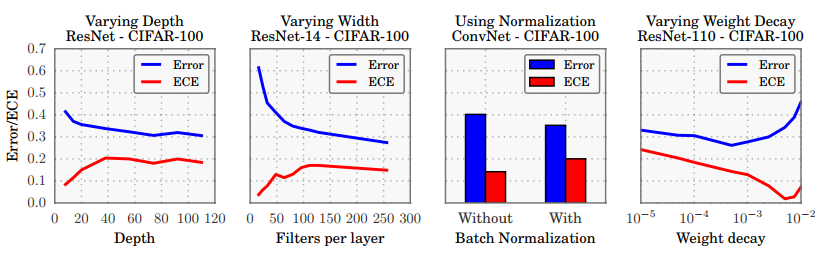 Varying Depth
ResNet - CIFAR-100
Varying Width
ResNet-14 - CIFAR-100
Using Normalization
ConvNet - CIFAR-100
Varying Weight Decay
ResNet-110 - CIFAR-100
Error/ECE
0.7
0.6
0.5
0.4
0.3
0.2
0.1
0.0
Error
ECE
0 20 40 60 80 100 120
Depth
Error
ECE
0 50 100 150 200 250 300
Filters per layer
Error
ECE
Without With
Batch Normalization
Error
ECE
10⁻⁵ 10⁻⁴ 10⁻³ 10⁻²
Weight decay